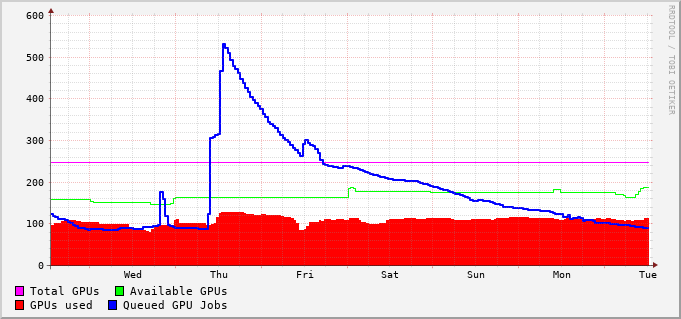 600
500
400
300
200
100
0
Wed Thu Fri Sat Sun Mon Tue
Total GPUs Available GPUs
GPUs used Queued GPU Jobs
RRDTOOL / TOBI OETIKER